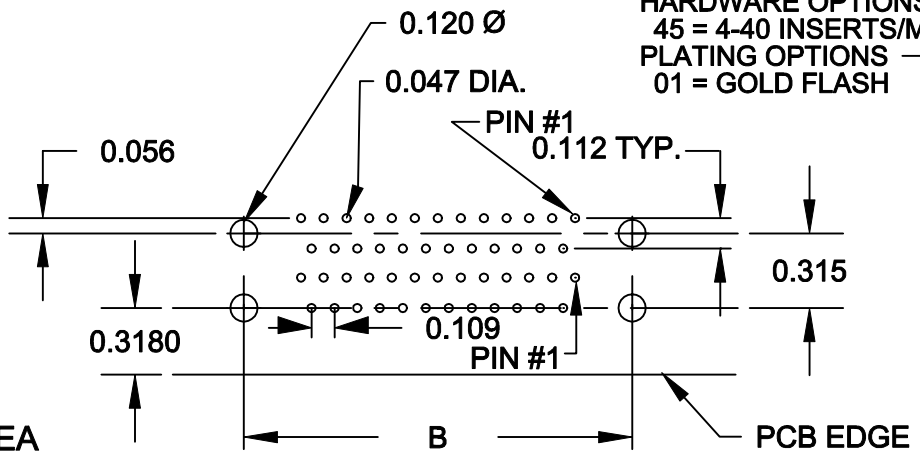 HARDWARE OPTIONS
45 = 4-40 INSERTS/
PLATING OPTIONS
01 = GOLD FLASH
0.120 Ø
0.047 DIA.
PIN #1
0.056
0.112 TYP.
0.315
0.3180
0.109
PIN #1
B
PCB EDGE